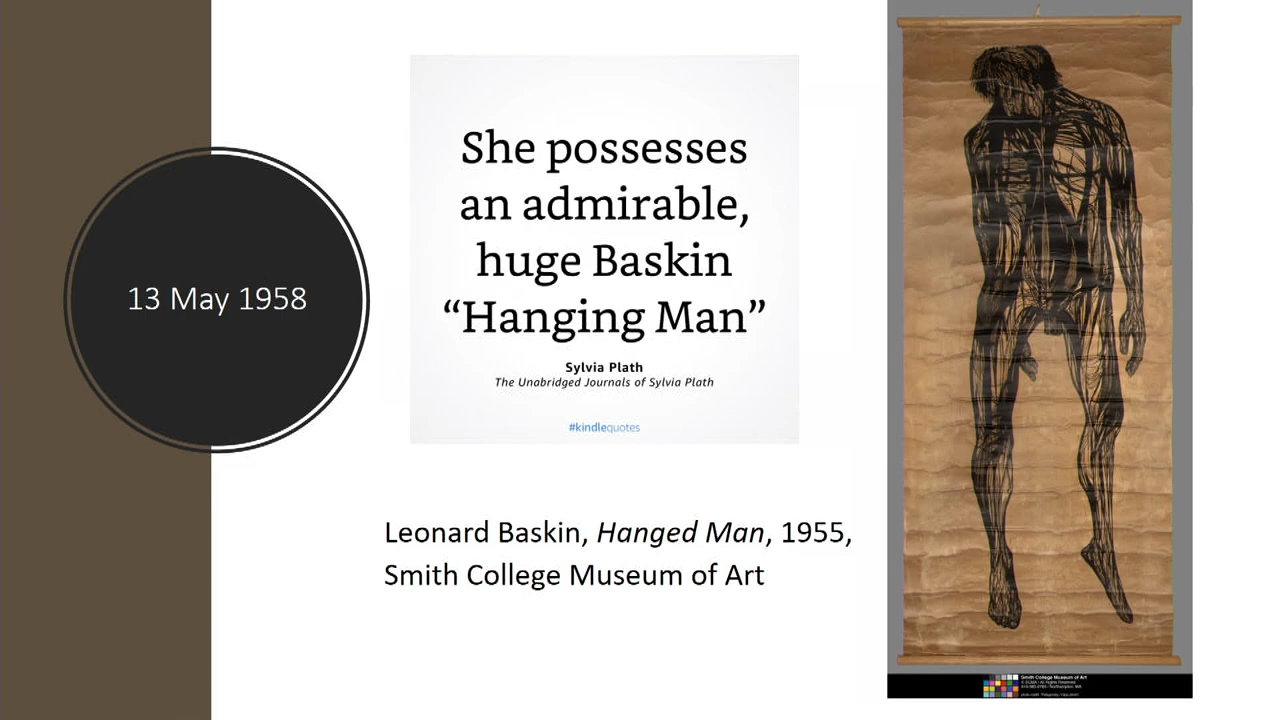 13 May 1958
She possesses
an admirable,
huge Baskin
“Hanging Man”
Sylvia Plath
The Unabridged Journals of Sylvia Plath
#kindlequotes
Leonard Baskin, Hanged Man, 1955,
Smith College Museum of Art
Smith College Museum of Art